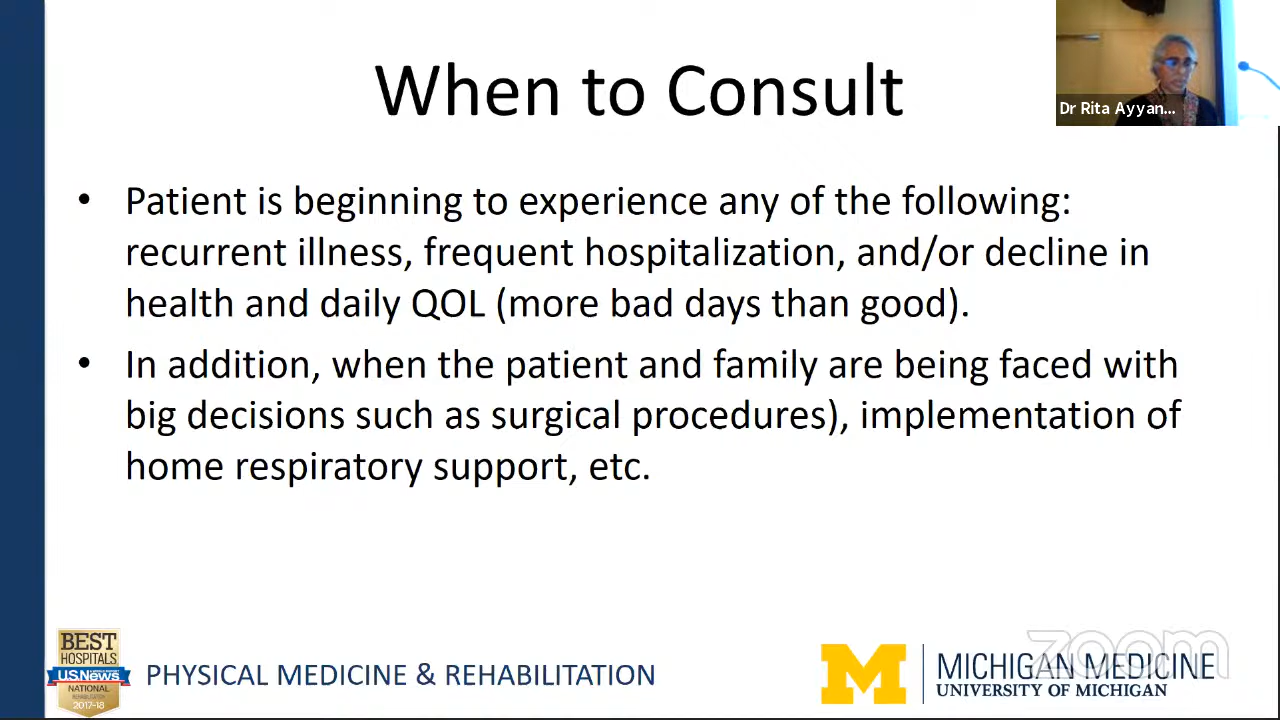 When to Consult
Dr Rita Ayyan...
• Patient is beginning to experience any of the following:
recurrent illness, frequent hospitalization, and/or decline in
health and daily QOL (more bad days than good).
• In addition, when the patient and family are being faced with
big decisions such as surgical procedures), implementation of
home respiratory support, etc.
BEST
HOSPITALS
U.S.News
NATIONAL
REHABILITATION
2017-18
PHYSICAL MEDICINE & REHABILITATION
M
MICHIGAN MEDICINE
UNIVERSITY OF MICHIGAN
zoom